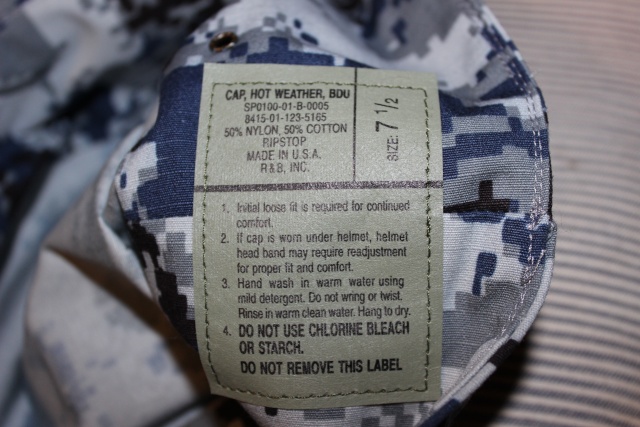 CAP, HOT WEATHER, BDU
SP0100-01-B-0005
8415-01-123-5165
50% NYLON, 50% COTTON
RIPSTOP
MADE IN U.S.A.
R & B, INC.
SIZE: 7 1/2
1. Initial loose fit is required for continued
comfort.
2. If cap is worn under helmet, helmet
head band may require readjustment
for proper fit and comfort.
3. Hand wash in warm water using
mild detergent. Do not wring or twist.
Rinse in warm clean water. Hang to dry.
4. DO NOT USE CHLORINE BLEACH
OR STARCH.
DO NOT REMOVE THIS LABEL